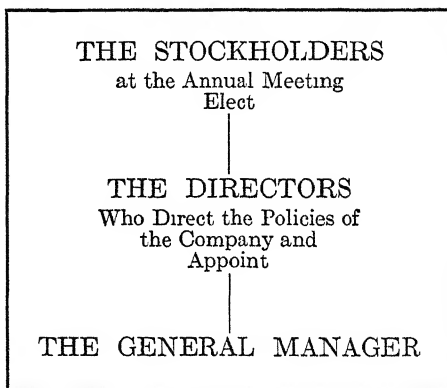 THE STOCKHOLDERS
at the Annual Meeting
Elect
THE DIRECTORS
Who Direct the Policies of
the Company and
Appoint
THE GENERAL MANAGER